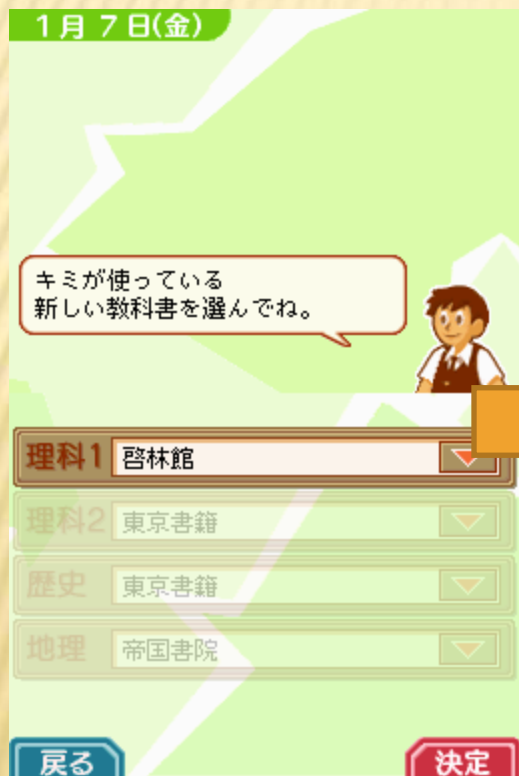 1月7日(金)
キミが使っている
新しい教科書を選んでね。
理科1 啓林館
理科2 東京書籍
歴史 東京書籍
地理 帝国書院
戻る 決定